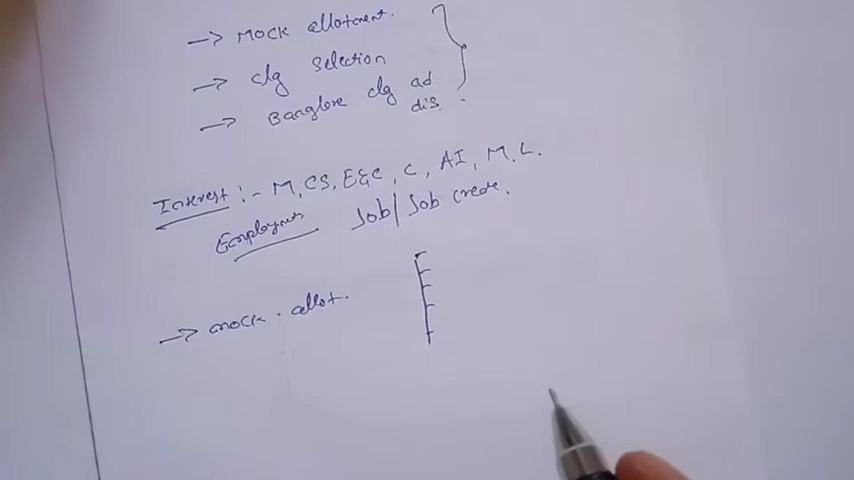 → Mock allotment.
→ clg selection
→ Banglore clg ad
dis.
Interest :- M, CS, E&C, C, AI, M.L.
Employment Job/Job create.
→ mock. allot.